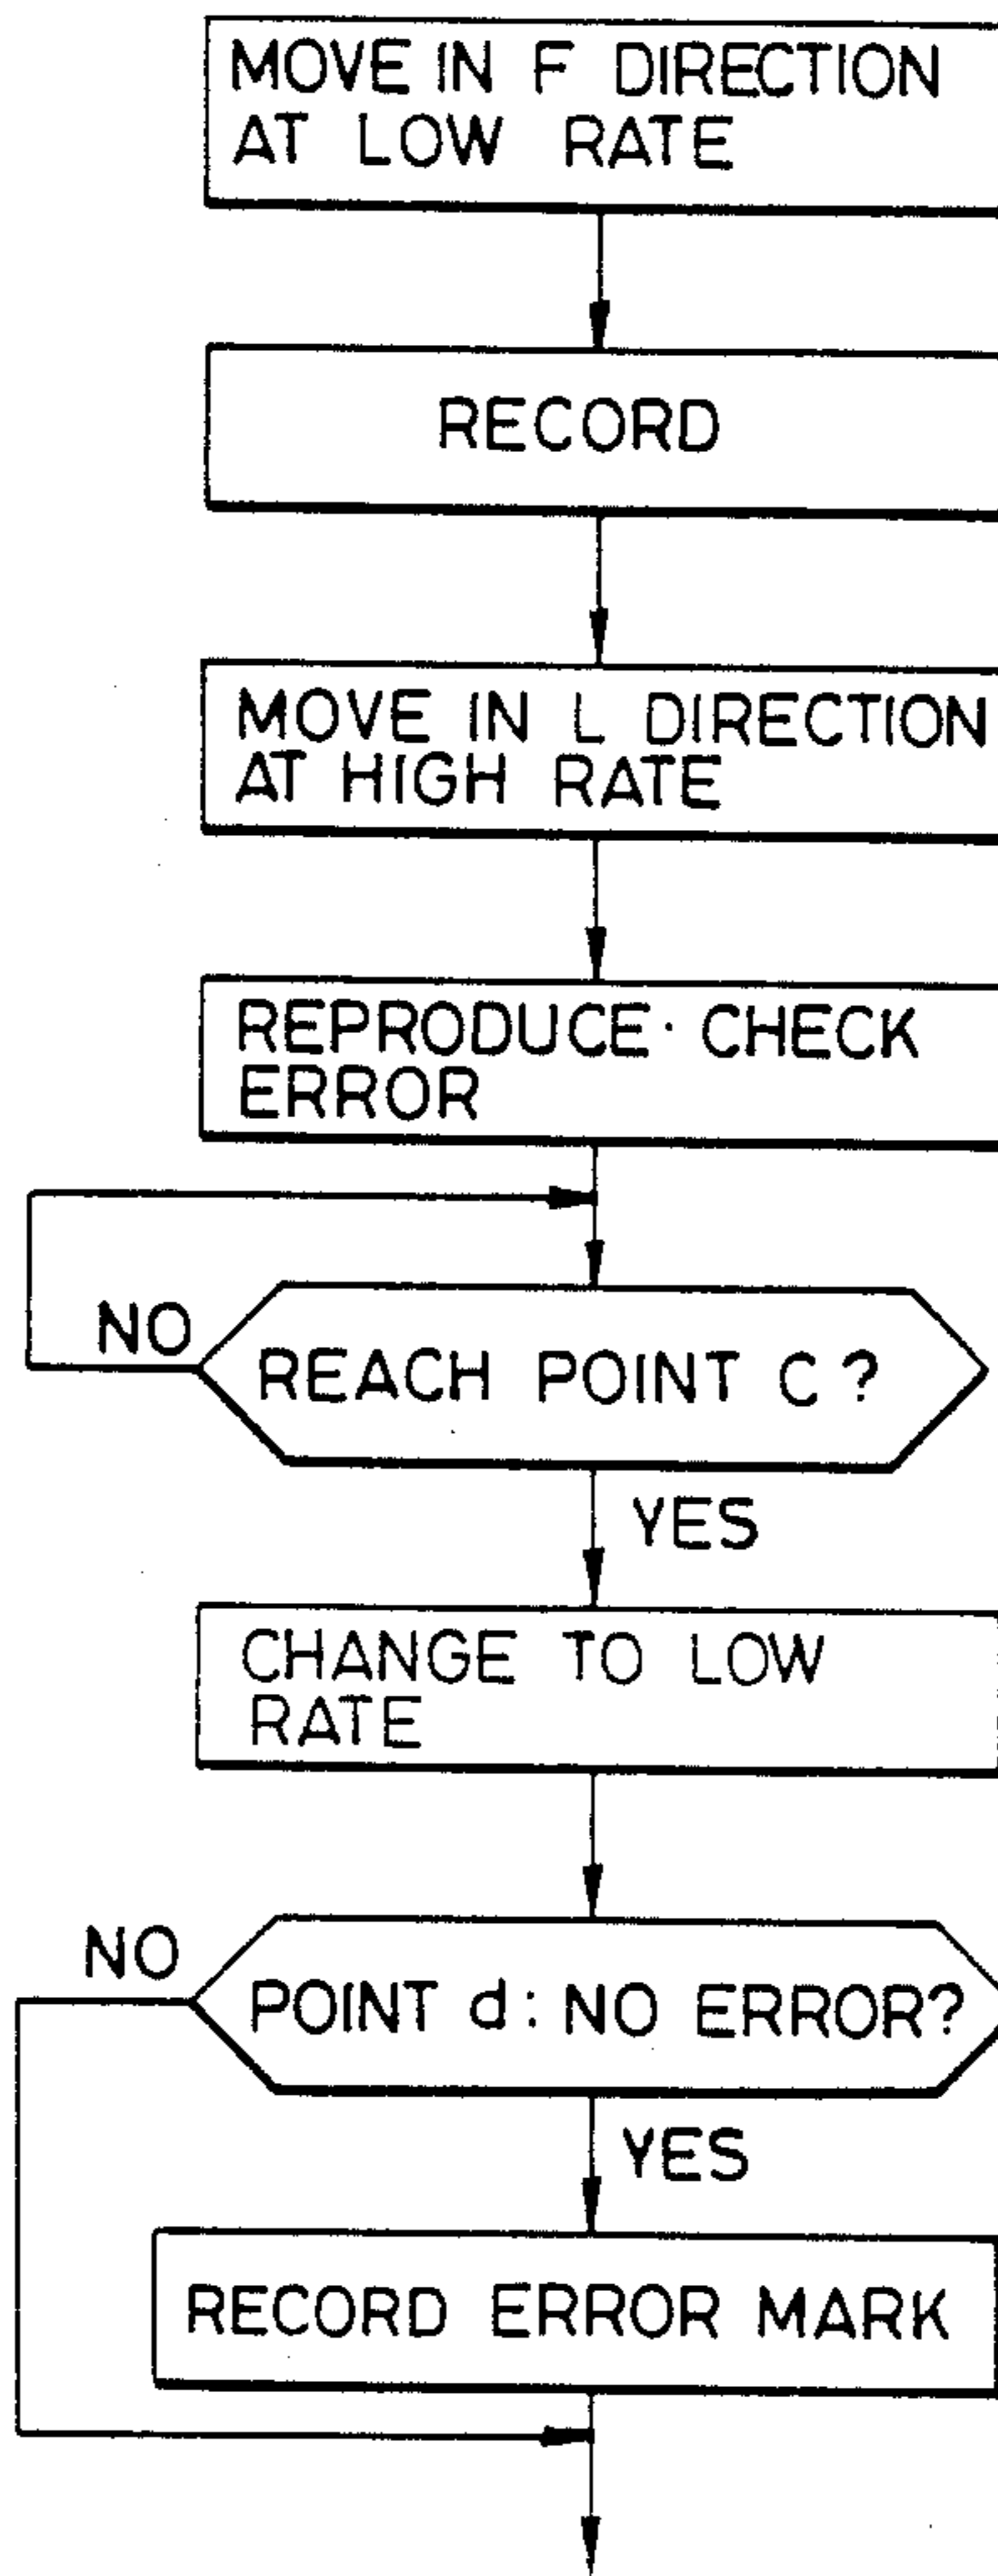 MOVE IN F DIRECTION
AT LOW RATE
RECORD
MOVE IN L DIRECTION
AT HIGH RATE
REPRODUCE· CHECK
ERROR
NO
REACH POINT C?
YES
CHANGE TO LOW
RATE
NO
POINT d: NO ERROR?
YES
RECORD ERROR MARK